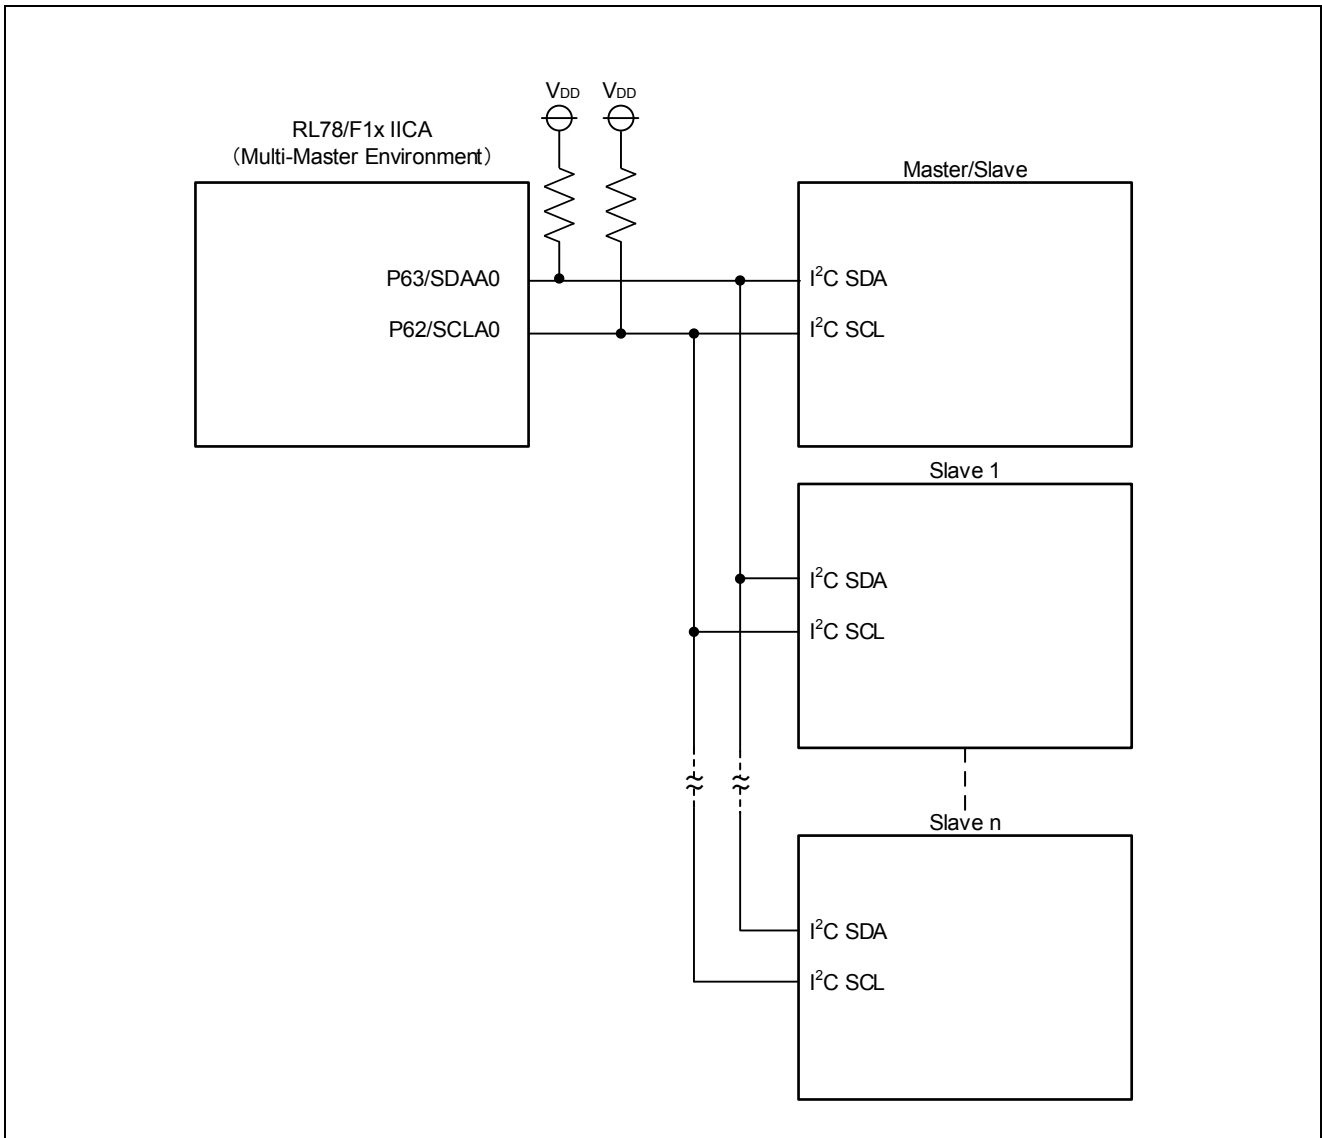 VDD VDD
RL78/F1x IICA
（Multi-Master Environment）
Master/Slave
P63/SDAA0
I²C SDA
P62/SCLA0
I²C SCL
Slave 1
I²C SDA
I²C SCL
Slave n
I²C SDA
I²C SCL